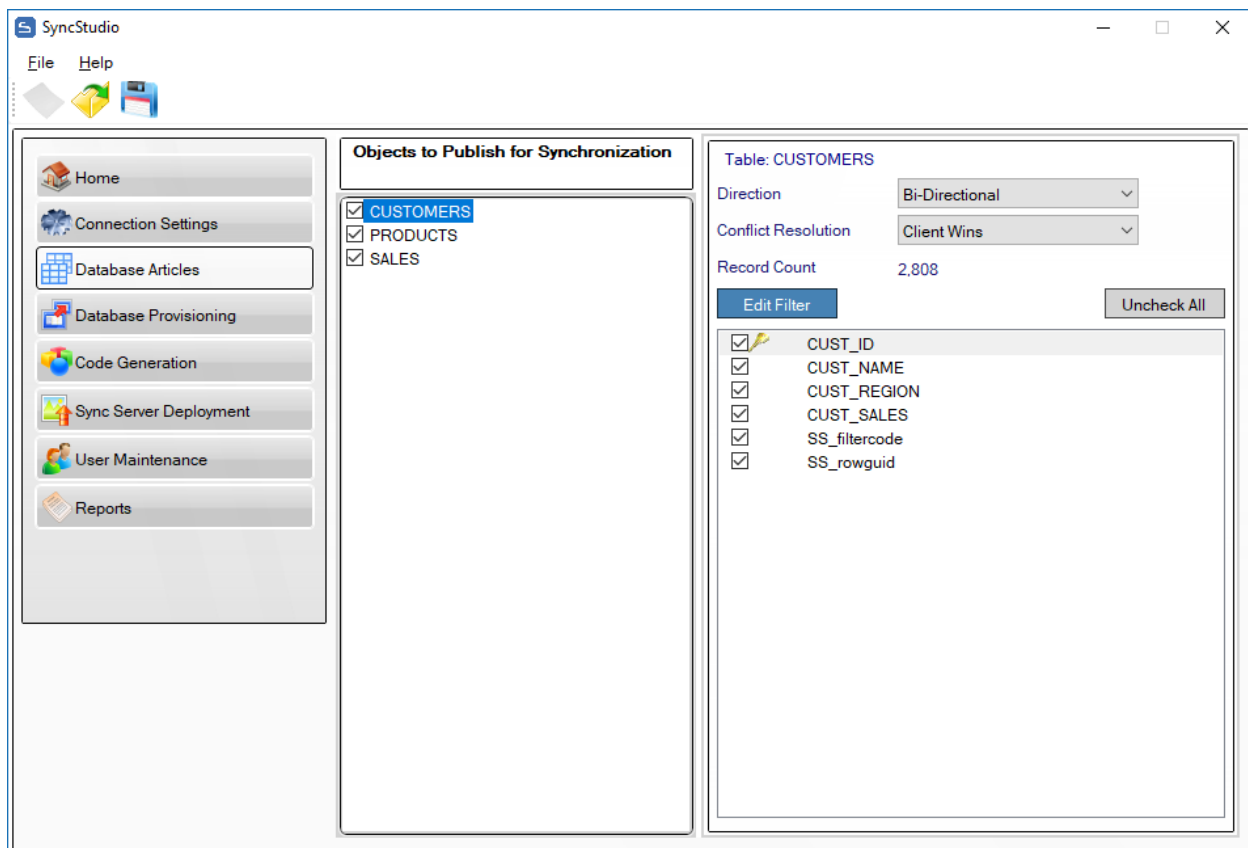 SyncStudio
File Help
Home
Connection Settings
Database Articles
Database Provisioning
Code Generation
Sync Server Deployment
User Maintenance
Reports
Objects to Publish for Synchronization
CUSTOMERS
PRODUCTS
SALES
Table: CUSTOMERS
Direction Bi-Directional
Conflict Resolution Client Wins
Record Count 2,808
Edit Filter Uncheck All
CUST_ID
CUST_NAME
CUST_REGION
CUST_SALES
SS_filtercode
SS_rowguid